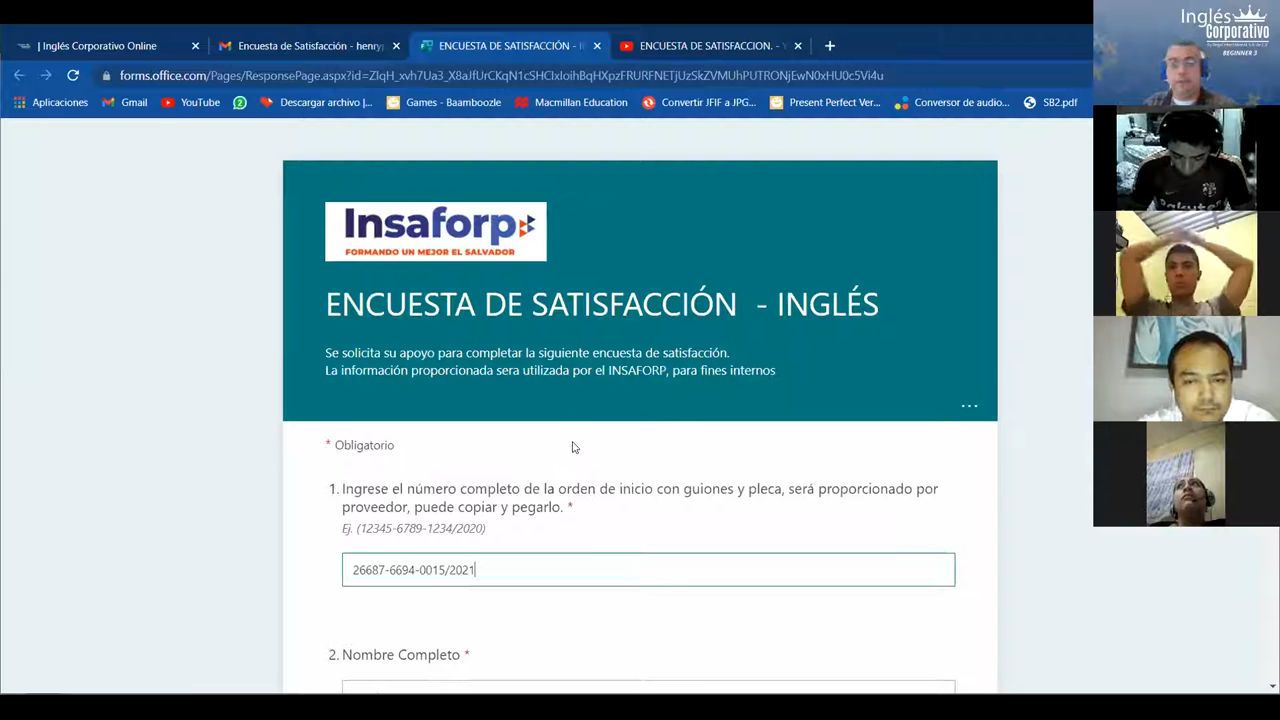 | Inglés Corporativo Online
Encuesta de Satisfacción - henry
ENCUESTA DE SATISFACCIÓN - I
ENCUESTA DE SATISFACCION. - Y
forms.office.com/Pages/ResponsePage.aspx?id=ZIqH_xvh7Ua3_X8aJfUrCKqN1cSHCIxIoihBqHXpzFRURFNETjUzSkZVMUhPUTRONjEwN0xHU0c5Vi4u
Aplicaciones
Gmail
YouTube
2
Descargar archivo |...
Games - Baamboozle
Macmillan Education
Convertir JFIF a JPG...
Present Perfect Ver...
Conversor de audio...
SB2.pdf
Inglés
Corporativo
BEGINNER 3
Insaforp
FORMANDO UN MEJOR EL SALVADOR
ENCUESTA DE SATISFACCIÓN - INGLÉS
Se solicita su apoyo para completar la siguiente encuesta de satisfacción.
La información proporcionada sera utilizada por el INSAFORP, para fines internos
...
* Obligatorio
1. Ingrese el número completo de la orden de inicio con guiones y pleca, será proporcionado por
proveedor, puede copiar y pegarlo. *
Ej. (12345-6789-1234/2020)
26687-6694-0015/2021
2. Nombre Completo *